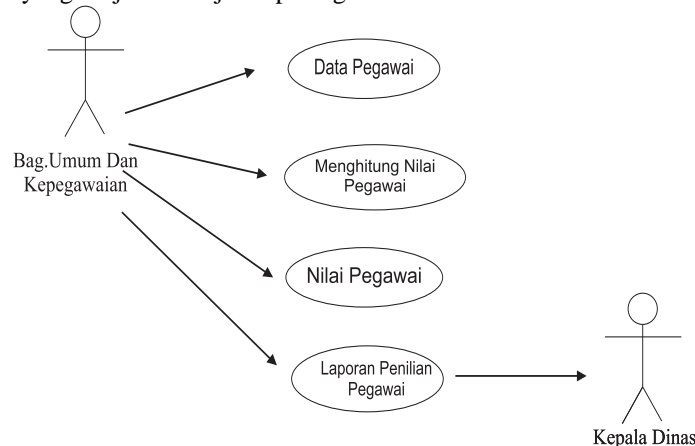 Data Pegawai
Bag.Umum Dan
Kepegawaian
Menghitung Nilai
Pegawai
Nilai Pegawai
Laporan Penilian
Pegawai
Kepala Dinas